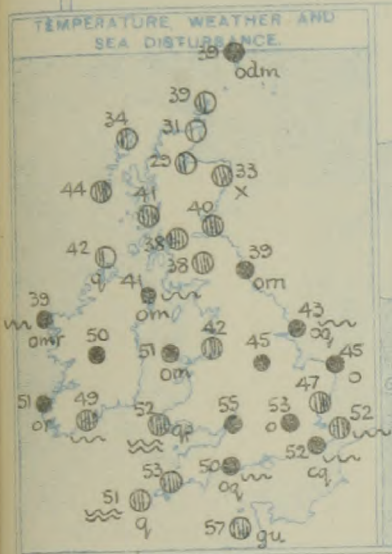 TEMPERATURE, WEATHER AND
SEA DISTURBANCE.
39
odm
39
34
31
29
33
x
44
41
40
38
38
42
q
39
om
41
om
39
omr
43
oq
50
51
om
42
45
45
o
51
or
49
52
qr
55
53
o
47
52
52
cq
50
oq
53
51
q
57
gu